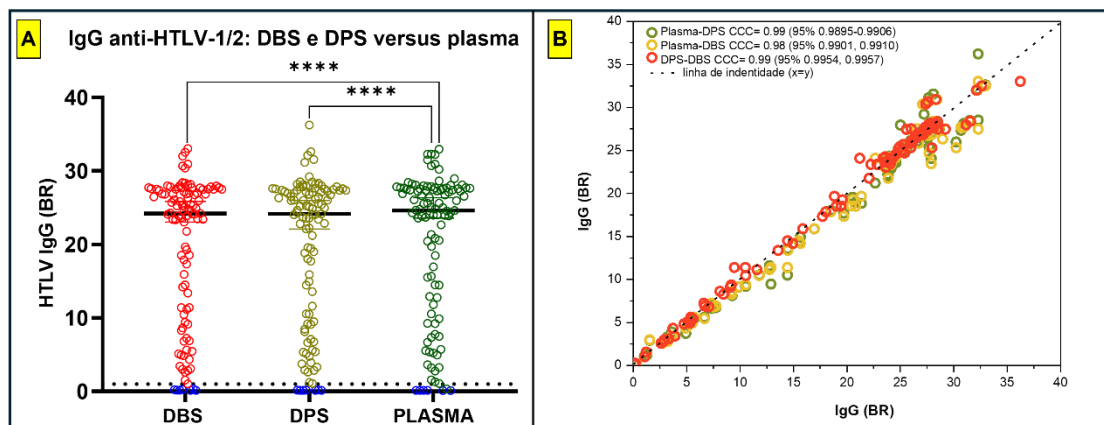 A
IgG anti-HTLV-1/2: DBS e DPS versus plasma
****
****
HTLV IgG (BR)
40
30
20
10
0
DBS DPS PLASMA
B
Plasma-DPS CCC= 0.99 (95% 0.9895-0.9906)
Plasma-DBS CCC= 0.98 (95% 0.9901, 0.9910)
DPS-DBS CCC= 0.99 (95% 0.9954, 0.9957)
linha de indentidade (x=y)
IgG (BR)
40
35
30
25
20
15
10
5
0
0 5 10 15 20 25 30 35 40
IgG (BR)